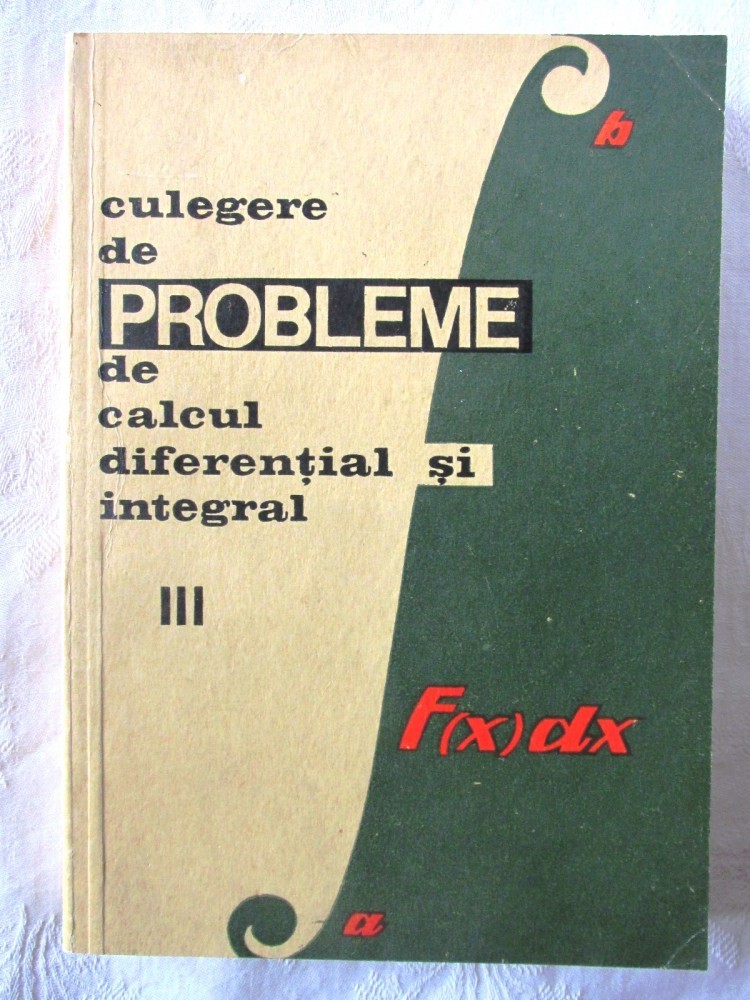 b
culegere
de
PROBLEME
de
calcul
diferențial și
integral
III
F(x)dx
a